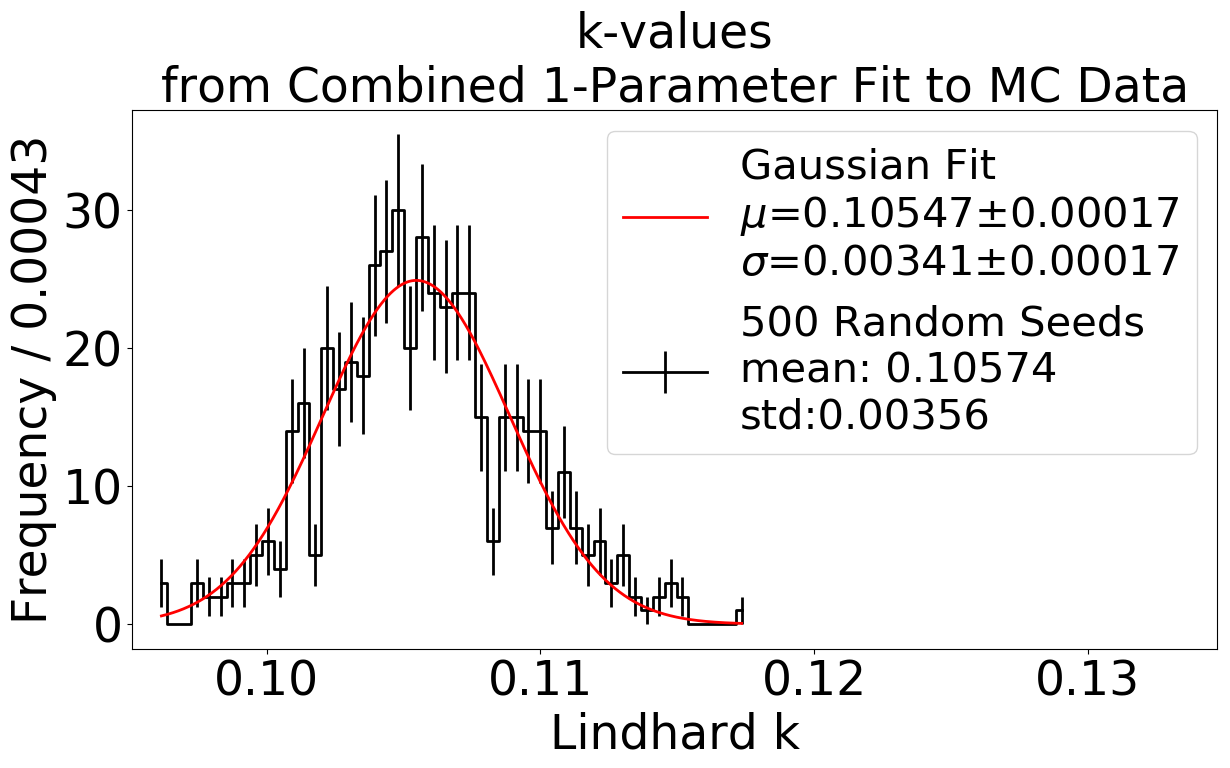 k-values
from Combined 1-Parameter Fit to MC Data
Frequency / 0.00043
30
20
10
0
Gaussian Fit
μ=0.10547±0.00017
σ=0.00341±0.00017
500 Random Seeds
mean: 0.10574
std:0.00356
0.10 0.11 0.12 0.13
Lindhard k